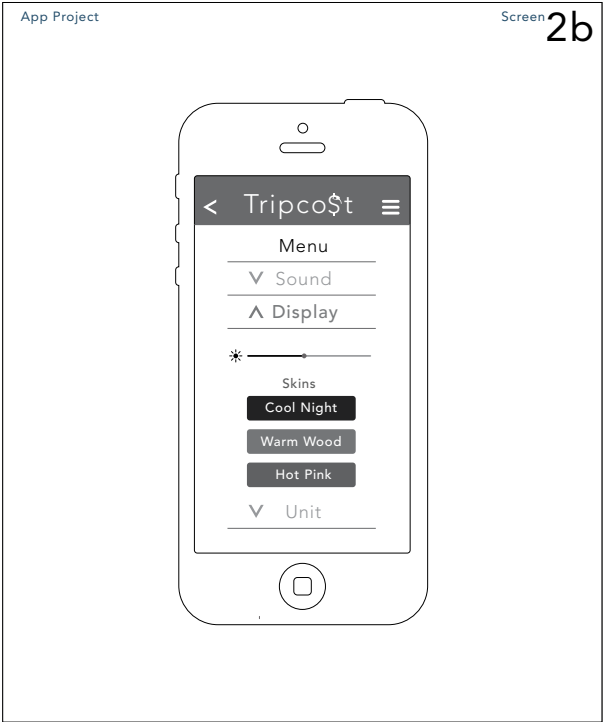 App Project
Screen 2b
< Tripco$t
Menu
Sound
Display
Skins
Cool Night
Warm Wood
Hot Pink
Unit